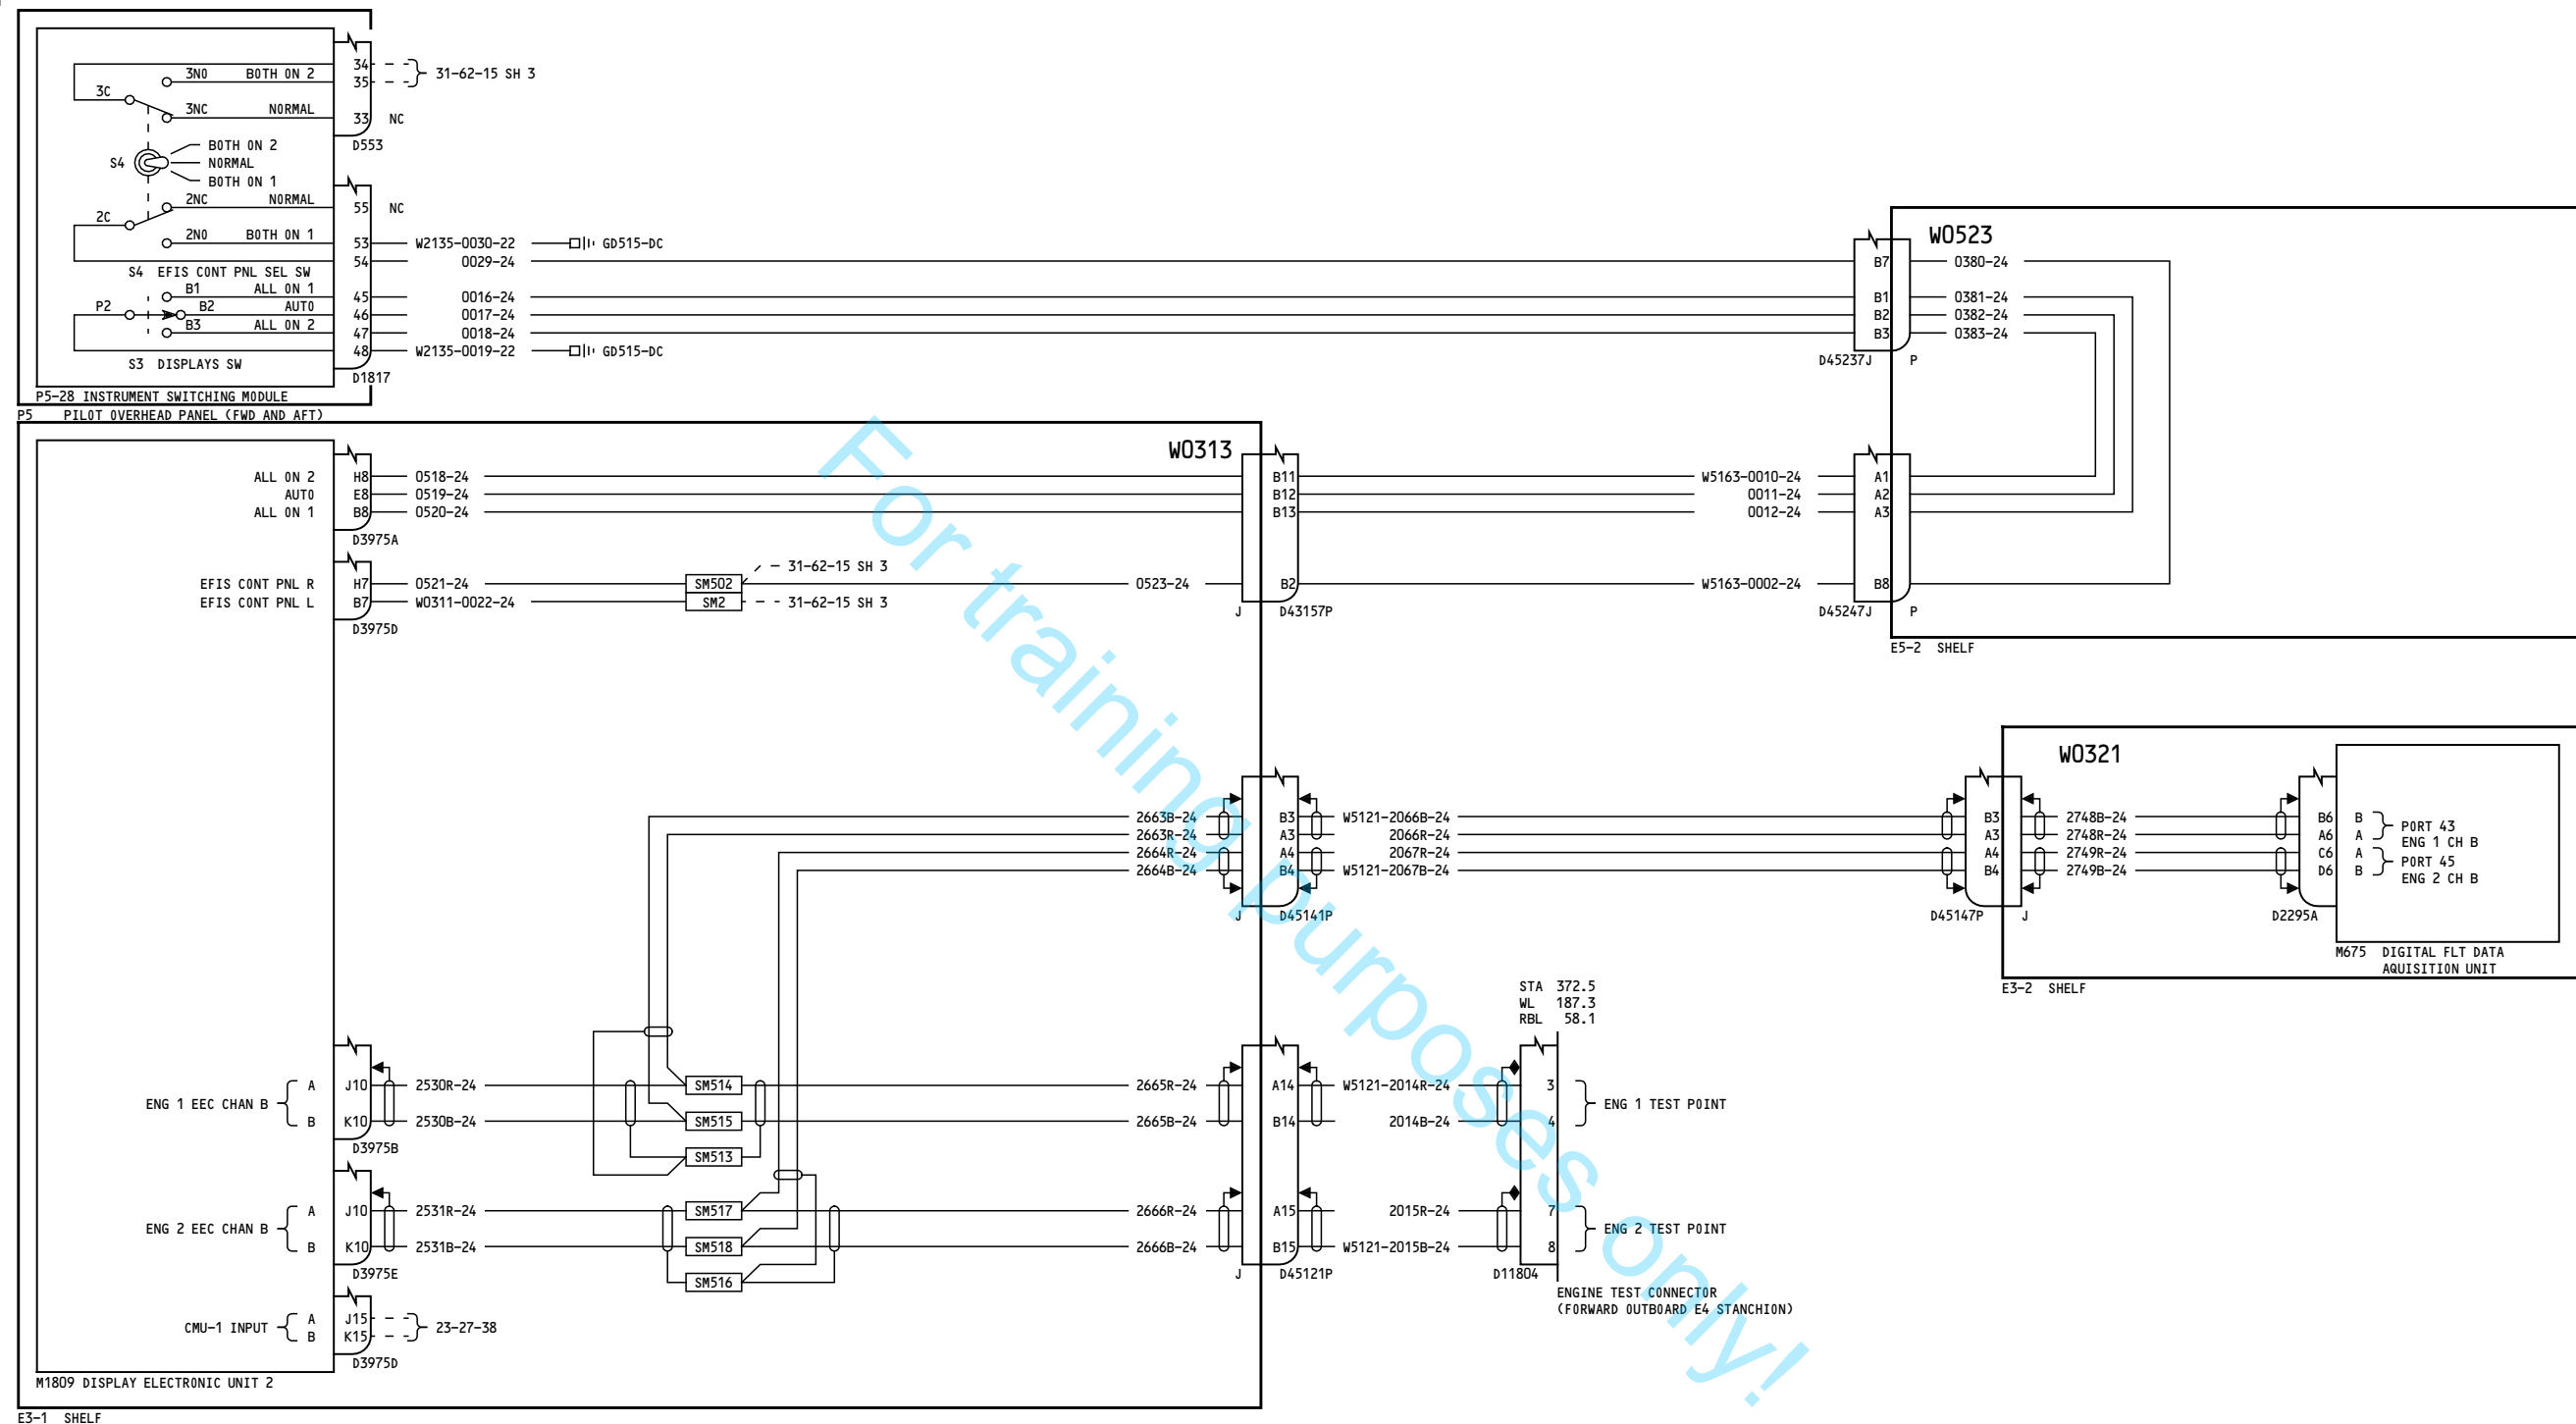 34
3NO BOTH ON 2
35
31-62-15 SH 3
3C
3NC NORMAL
33 NC
D553
S4
BOTH ON 2
NORMAL
BOTH ON 1
2NC NORMAL
55 NC
2C
2NO BOTH ON 1
53 W2135-0030-22 GD515-DC
54 0029-24
S4 EFIS CONT PNL SEL SW
B1 ALL ON 1
45 0016-24
P2 B2 AUTO
46 0017-24
B3 ALL ON 2
47 0018-24
48 W2135-0019-22 GD515-DC
S3 DISPLAYS SW
D1817
P5-28 INSTRUMENT SWITCHING MODULE
P5 PILOT OVERHEAD PANEL (FWD AND AFT)
W0523
B7 0380-24
B1 0381-24
B2 0382-24
B3 0383-24
D45237J P
W0313
ALL ON 2 H8 0518-24 B11 W5163-0010-24 A1
AUTO E8 0519-24 B12 0011-24 A2
ALL ON 1 B8 0520-24 B13 0012-24 A3
D3975A
31-62-15 SH 3
EFIS CONT PNL R H7 0521-24 SM502 0523-24 B2 W5163-0002-24 B8
EFIS CONT PNL L B7 W0311-0022-24 SM2 31-62-15 SH 3
J D43157P D45247J P
D3975D
E5-2 SHELF
W0321
2663B-24 B3 W5121-2066B-24 B3 2748B-24 B6 B
2663R-24 A3 2066R-24 A3 2748R-24 A6 A
PORT 43
ENG 1 CH B
2664R-24 A4 2067R-24 A4 2749R-24 C6 A
2664B-24 B4 W5121-2067B-24 B4 2749B-24 D6 B
PORT 45
ENG 2 CH B
J D45141P D45147P J D2295A
M675 DIGITAL FLT DATA
AQUISITION UNIT
E3-2 SHELF
STA 372.5
WL 187.3
RBL 58.1
A J10 2530R-24 SM514 2665R-24 A14 W5121-2014R-24 3
ENG 1 EEC CHAN B
ENG 1 TEST POINT
B K10 2530B-24 SM515 2665B-24 B14 2014B-24 4
D3975B
SM513
A J10 2531R-24 SM517 2666R-24 A15 2015R-24 7
ENG 2 EEC CHAN B
ENG 2 TEST POINT
B K10 2531B-24 SM518 2666B-24 B15 W5121-2015B-24 8
D3975E
SM516
J D45121P D11804
ENGINE TEST CONNECTOR
(FORWARD OUTBOARD E4 STANCHION)
A J15
CMU-1 INPUT
23-27-38
B K15
D3975D
M1809 DISPLAY ELECTRONIC UNIT 2
E3-1 SHELF
For training purposes only!